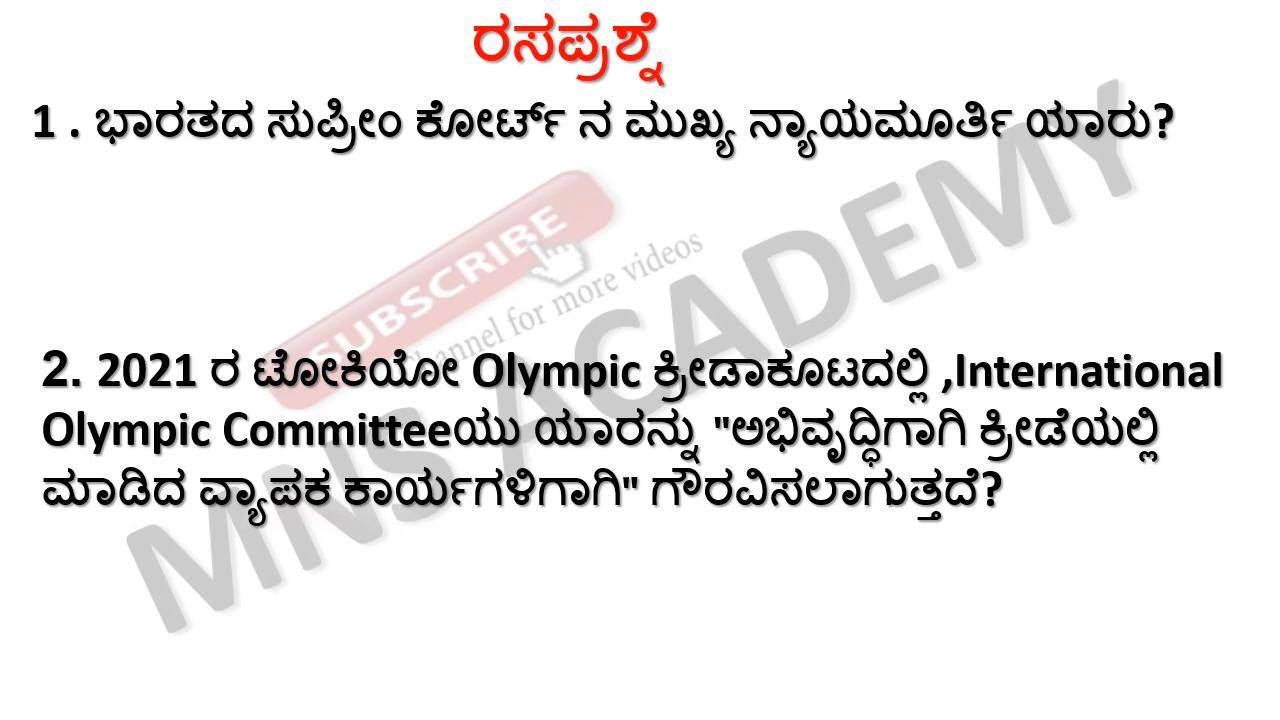 ರಸಪ್ರಶ್ನೆ
1 . ಭಾರತದ ಸುಪ್ರೀಂ ಕೋರ್ಟ್ ನ ಮುಖ್ಯ ನ್ಯಾಯಮೂರ್ತಿ ಯಾರು?
SUBSCRIBE
channel for more videos
MNS ACADEMY
2. 2021 ರ ಟೋಕಿಯೋ Olympic ಕ್ರೀಡಾಕೂಟದಲ್ಲಿ ,International
Olympic Committeeಯು ಯಾರನ್ನು "ಅಭಿವೃದ್ಧಿಗಾಗಿ ಕ್ರೀಡೆಯಲ್ಲಿ
ಮಾಡಿದ ವ್ಯಾಪಕ ಕಾರ್ಯಗಳಿಗಾಗಿ" ಗೌರವಿಸಲಾಗುತ್ತದೆ?